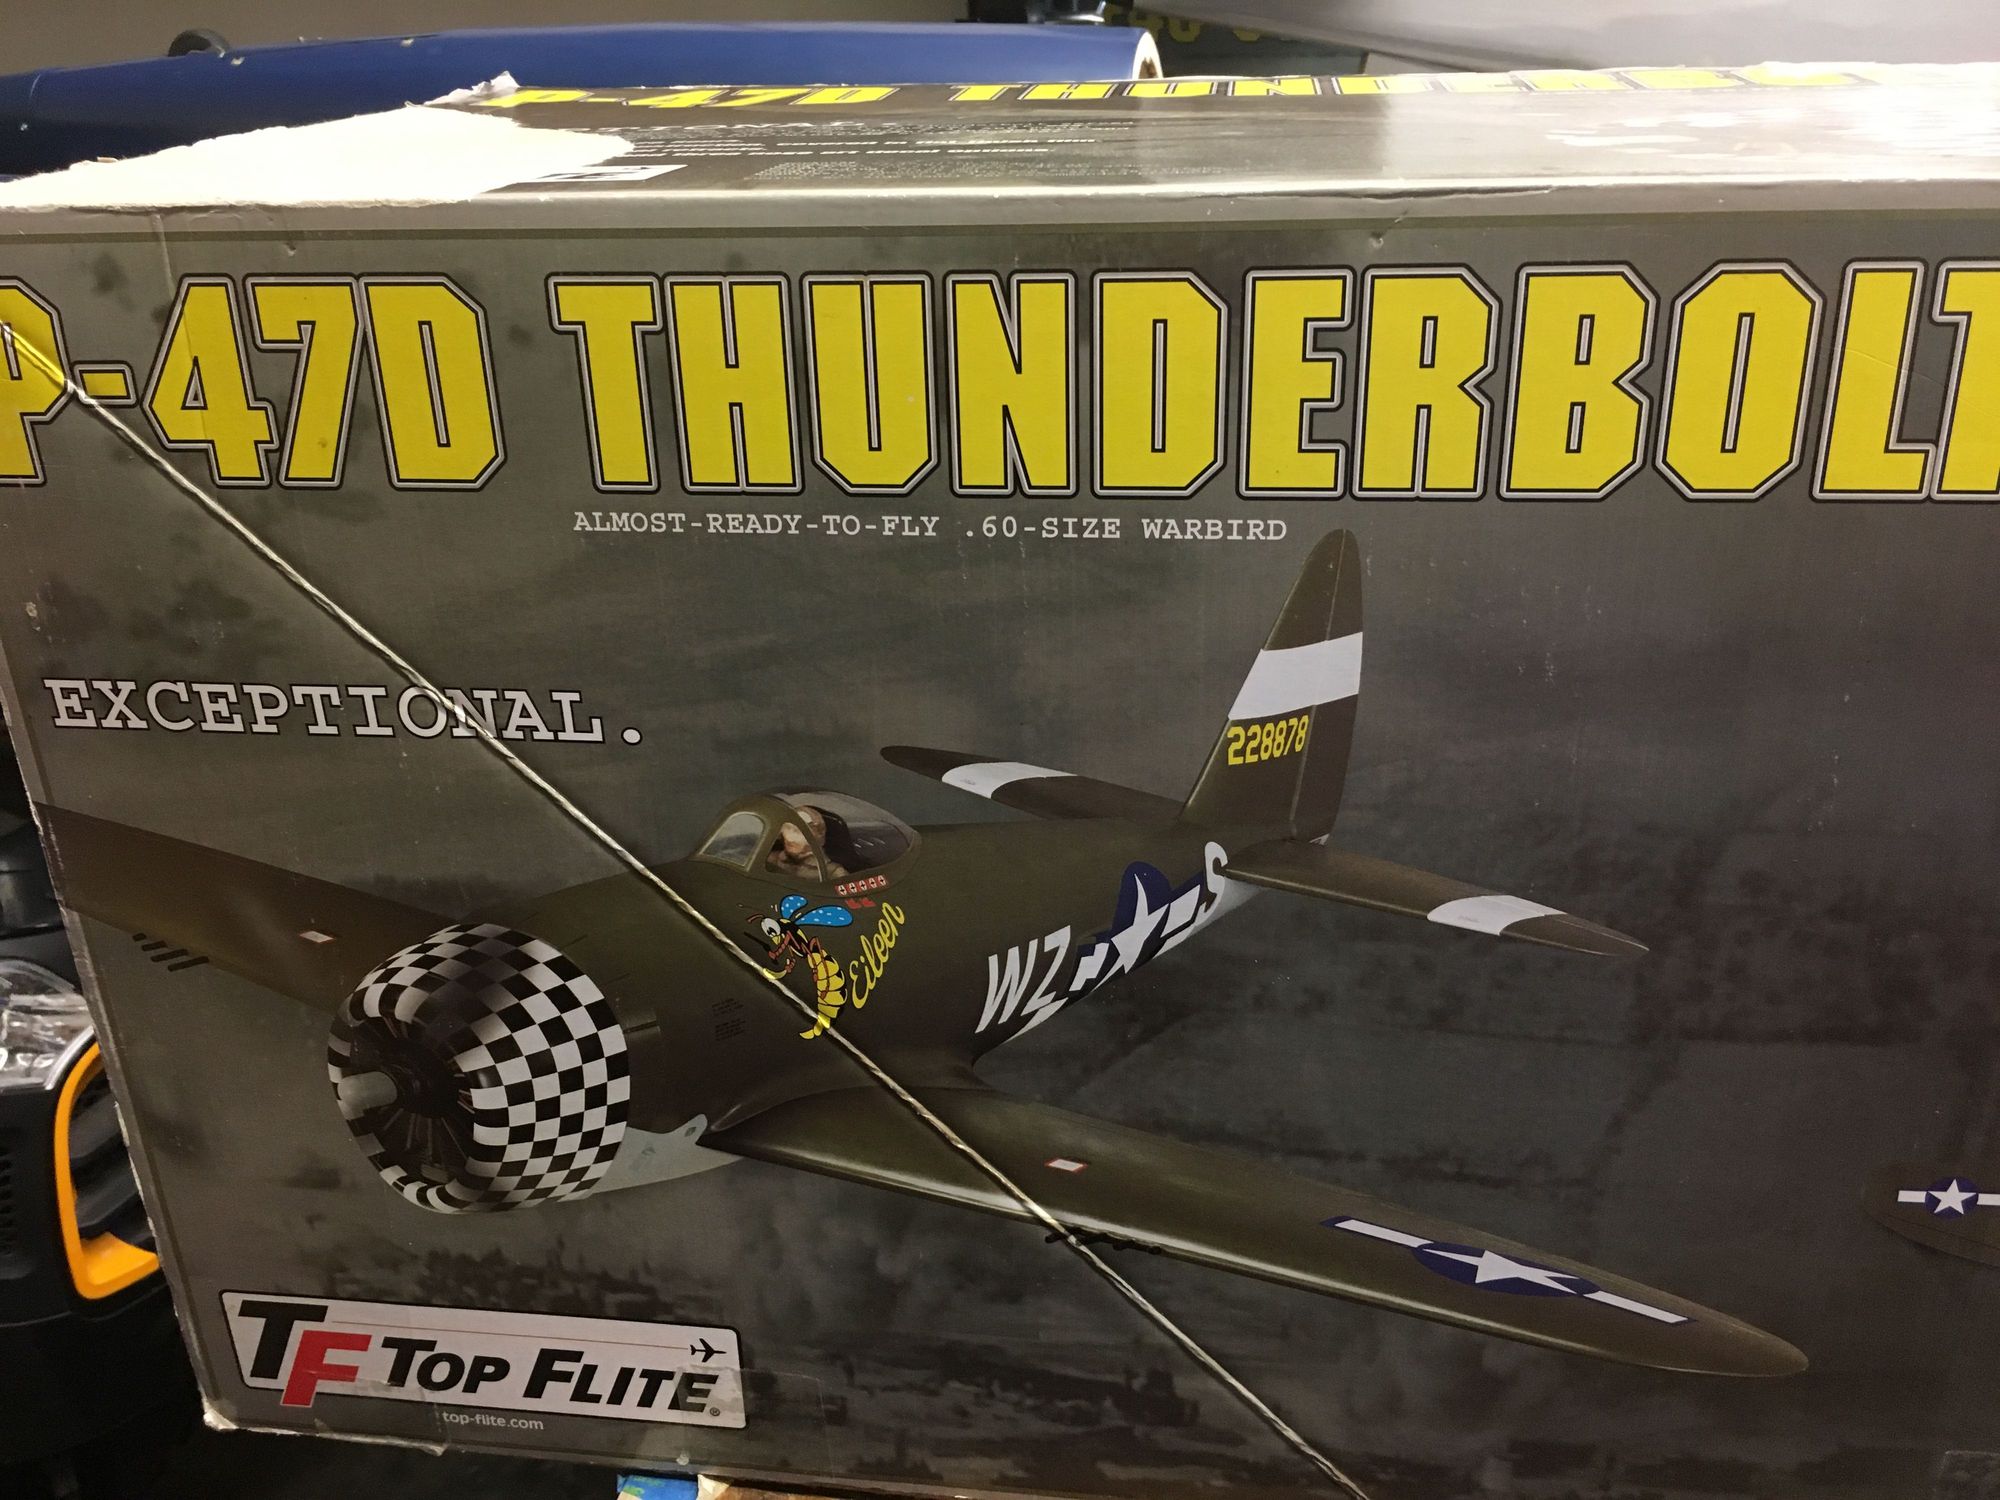 P-47D THUNDERB
P-47D THUNDERBOLT
ALMOST-READY-TO-FLY .60-SIZE WARBIRD
EXCEPTIONAL.
228878
Eileen
WZ S
TF TOP FLITE®
top-flite.com